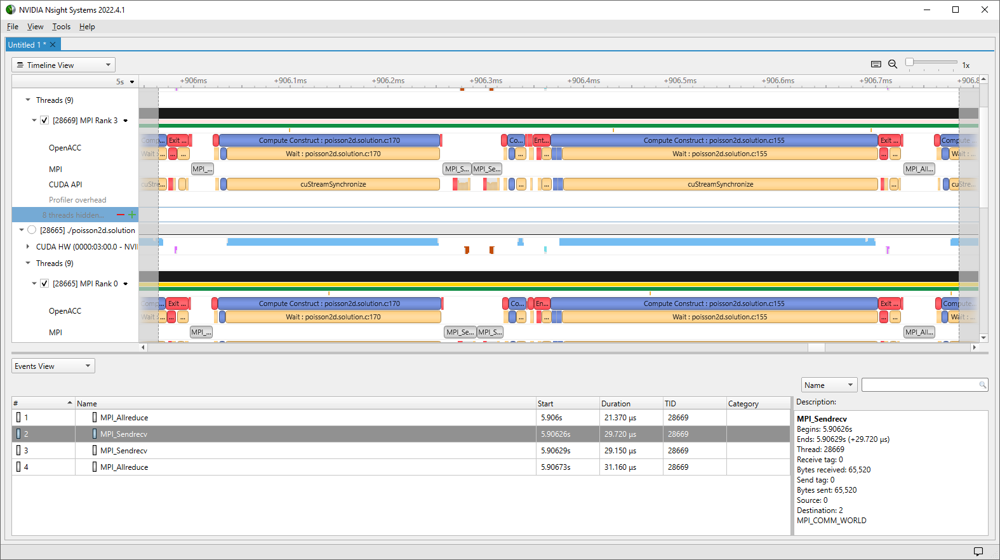 NVIDIA Nsight Systems 2022.4.1
File View Tools Help
Untitled 1 *
Timeline View
1x
5s
+906ms +906.1ms +906.2ms +906.3ms +906.4ms +906.5ms +906.6ms +906.7ms +906.8
Threads (9)
[28669] MPI Rank 3
Comp... Exit ... Compute Construct : poisson2d.solution.c:170 Co... Ent... Compute Construct : poisson2d.solution.c:155 Exit ... Compute ...
OpenACC
Wait : ... ... ... Wait : poisson2d.solution.c:170 ... ... Wait : poisson2d.solution.c:155 ... ... Wait : ...
MPI MPI_... MPI_S... MPI_Se... MPI_All...
CUDA API cuStre... cuStreamSynchronize ... ... cuStreamSynchronize ... cuStre...
Profiler overhead
8 threads hidden...
[28665] ./poisson2d.solution
CUDA HW (0000:03:00.0 - NVI
Threads (9)
[28665] MPI Rank 0
Comp... Exit ... Compute Construct : poisson2d.solution.c:170 Co... En... Compute Construct : poisson2d.solution.c:155 Exit ... Compute ...
OpenACC
Wait : ... ... ... Wait : poisson2d.solution.c:170 ... ... Wait : poisson2d.solution.c:155 ... ... Wait : ...
MPI MPI_... MPI_Se... MPI_S... MPI_All...
Events View
Name
# Name Start Duration TID Category
1 MPI_Allreduce 5.906s 21.370 µs 28669
2 MPI_Sendrecv 5.90626s 29.720 µs 28669
3 MPI_Sendrecv 5.90629s 29.150 µs 28669
4 MPI_Allreduce 5.90673s 31.160 µs 28669
Description:
MPI_Sendrecv
Begins: 5.90626s
Ends: 5.90629s (+29.720 µs)
Thread: 28669
Receive tag: 0
Bytes received: 65,520
Send tag: 0
Bytes sent: 65,520
Source: 0
Destination: 2
MPI_COMM_WORLD